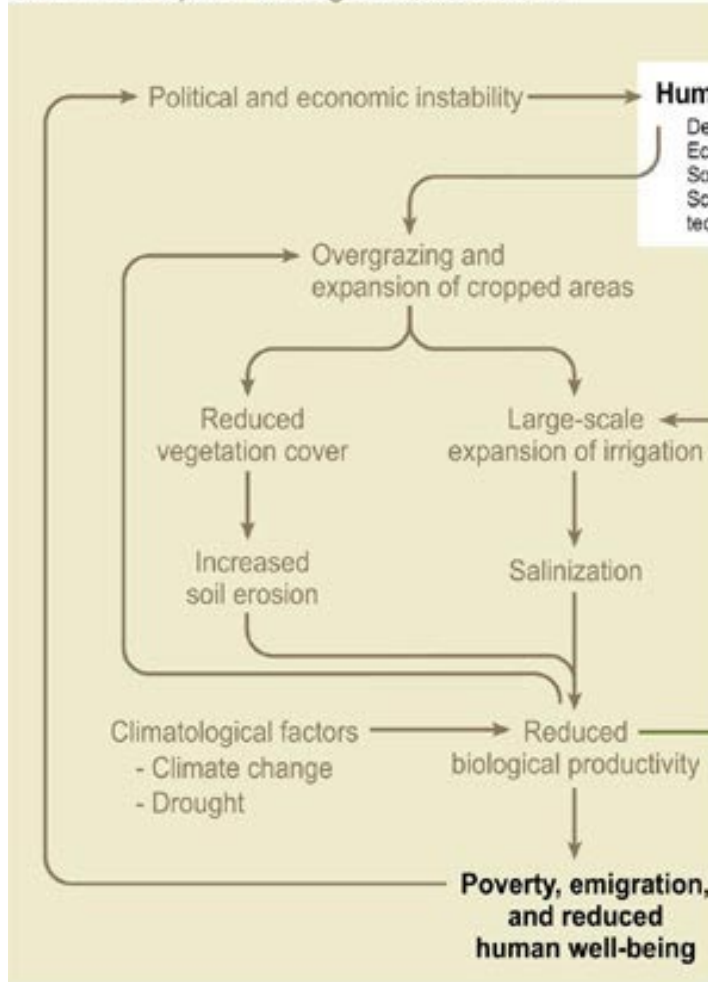 Political and economic instability
Overgrazing and
expansion of cropped areas
Reduced
vegetation cover
Large-scale
expansion of irrigation
Increased
soil erosion
Salinization
Climatological factors
- Climate change
- Drought
Reduced
biological productivity
Poverty, emigration,
and reduced
human well-being